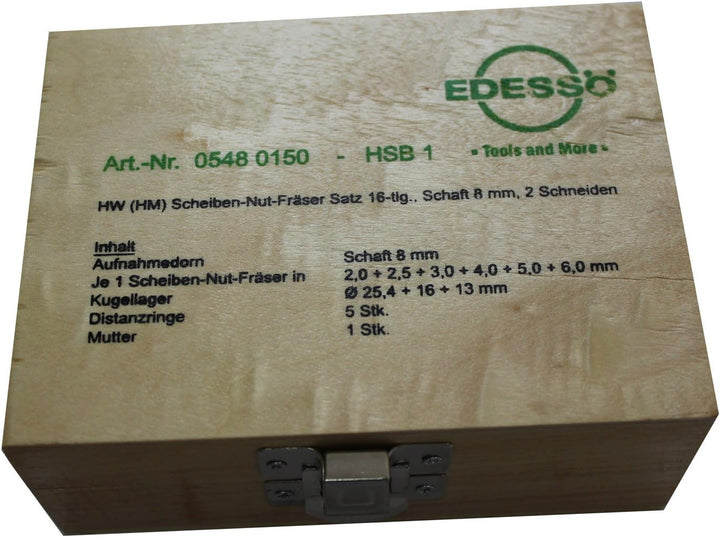 EDESSÖ
Art.-Nr. 0548 0150 - HSB 1 • Tools and More •
HW (HM) Scheiben-Nut-Fräser Satz 16-tlg., Schaft 8 mm, 2 Schneiden
Inhalt
Aufnahmedorn Schaft 8 mm
Je 1 Scheiben-Nut-Fräser in 2,0 + 2,5 + 3,0 + 4,0 + 5,0 + 6,0 mm
Kugellager Ø 25,4 + 16 + 13 mm
Distanzringe 5 Stk.
Mutter 1 Stk.